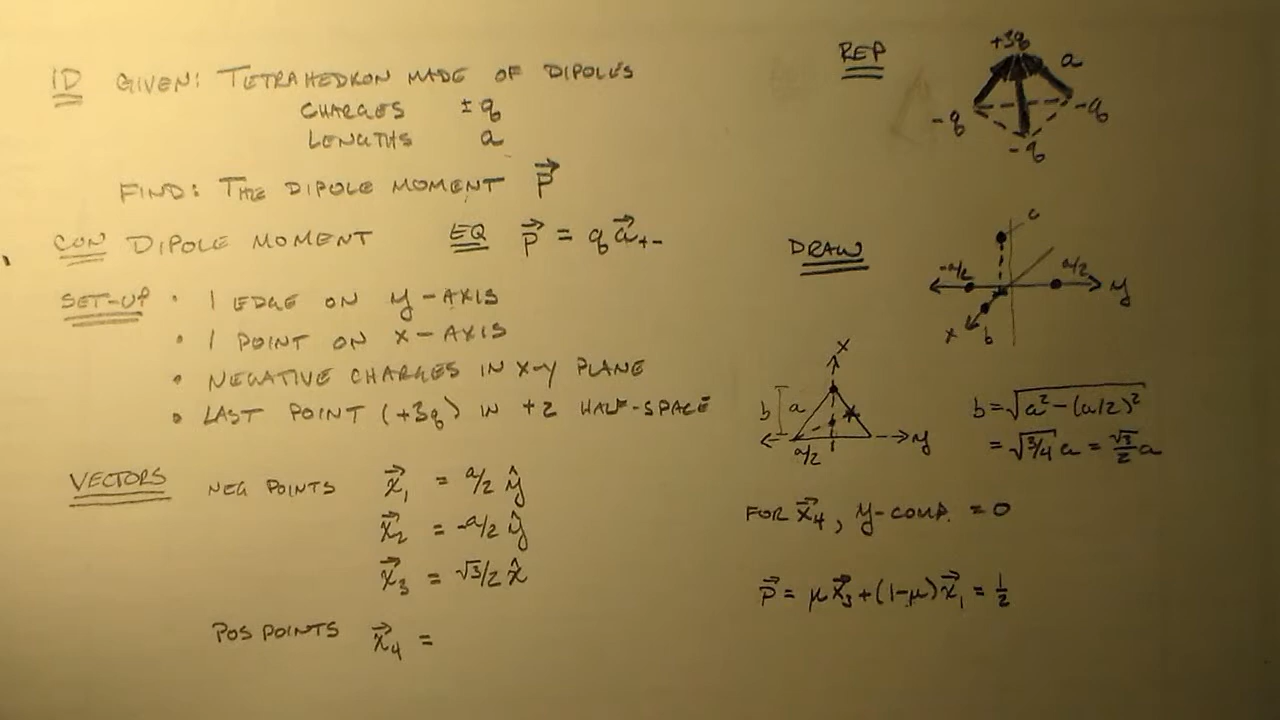 ID GIVEN: TETRAHEDRON MADE OF DIPOLES
CHARGES ±q
LENGTHS a
FIND: THE DIPOLE MOMENT p⃗
CON DIPOLE MOMENT EQ p⃗ = q a⃗+-
SET-UP • 1 EDGE ON y-AXIS
• 1 POINT ON X-AXIS
• NEGATIVE CHARGES IN X-Y PLANE
• LAST POINT (+3q) IN +Z HALF-SPACE
VECTORS NEG POINTS x⃗₁ = a/2 ŷ
x⃗₂ = -a/2 ŷ
x⃗₃ = √3/2 x̂
POS POINTS x⃗₄ =
REP
+3q
a
-q
-q
-q
DRAW
c
-a/2 a/2 y
x b
x
b a
y
a/2
b = √(a² - (a/2)²)
= √(3/4) a = √3/2 a
FOR x⃗₄, y-COMP. = 0
p⃗ = μx⃗₃ + (1-μ)x⃗₁ = 1/2